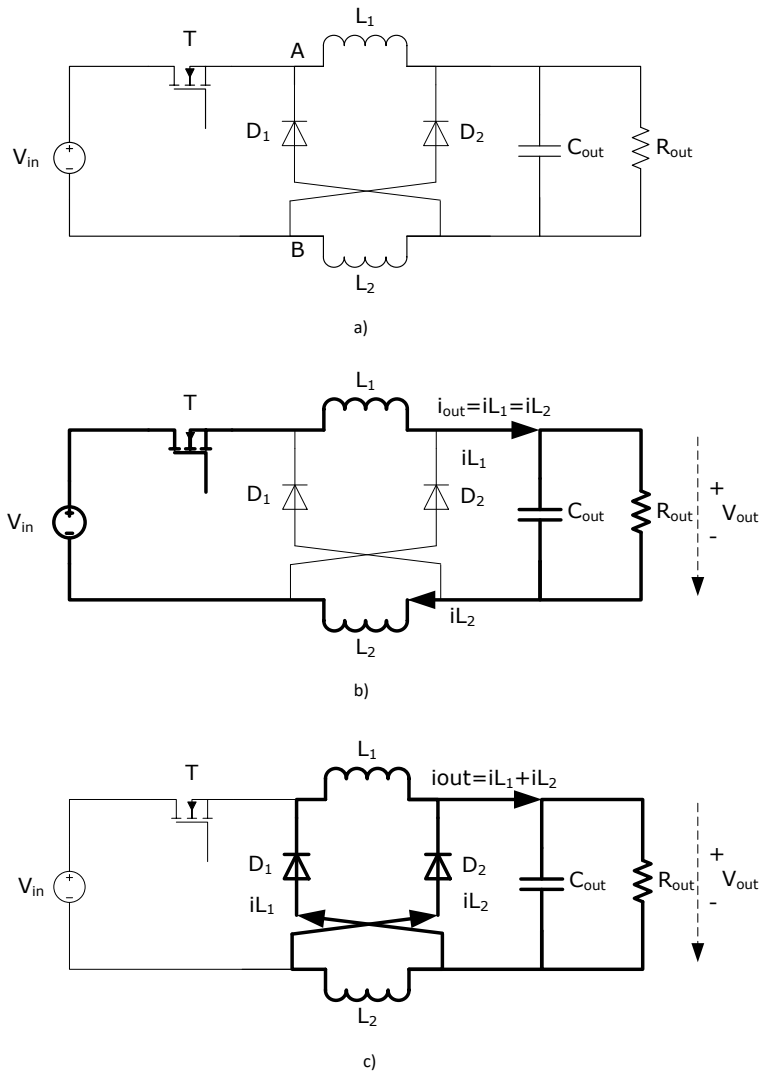 L₁
T
A
D₁
D₂
Vin
+
-
Cout
Rout
B
L₂
a)
L₁
T
iout=iL₁=iL₂
iL₁
D₁
D₂
Vin
+
-
Cout
Rout
+
Vout
-
iL₂
L₂
b)
L₁
T
iout=iL₁+iL₂
D₁
D₂
Vin
+
-
iL₁
iL₂
Cout
Rout
+
Vout
-
L₂
c)